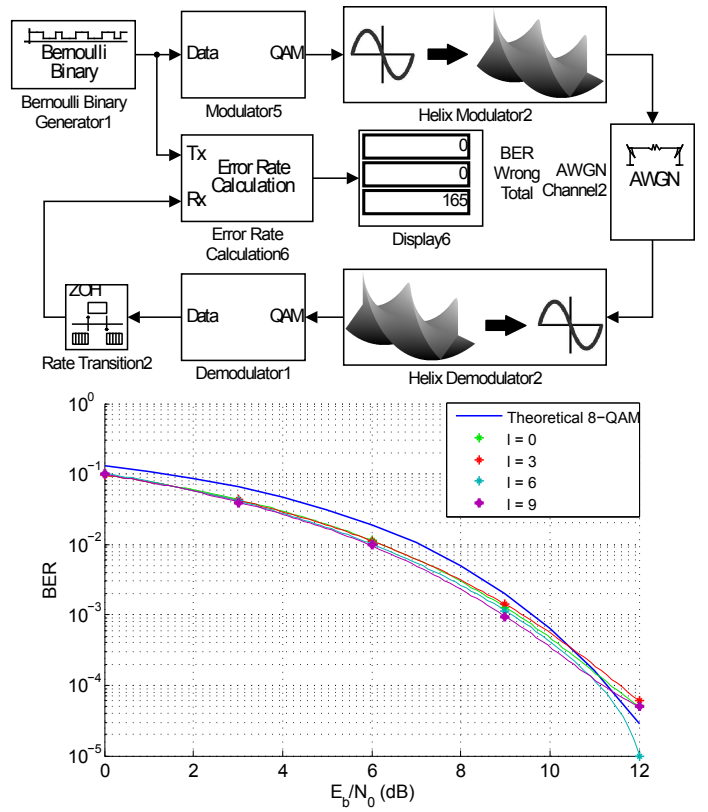 Bernoulli
Binary
Bernoulli Binary
Generator1
Data QAM
Modulator5
Helix Modulator2
Tx
Rx
Error Rate
Calculation
Error Rate
Calculation6
0
0
165
Display6
BER
Wrong
Total
AWGN
Channel2
AWGN
ZOH
Rate Transition2
Data QAM
Demodulator1
Helix Demodulator2
10^0
10^-1
10^-2
10^-3
10^-4
10^-5
BER
0 2 4 6 8 10 12
E_b/N_0 (dB)
Theoretical 8-QAM
l = 0
l = 3
l = 6
l = 9